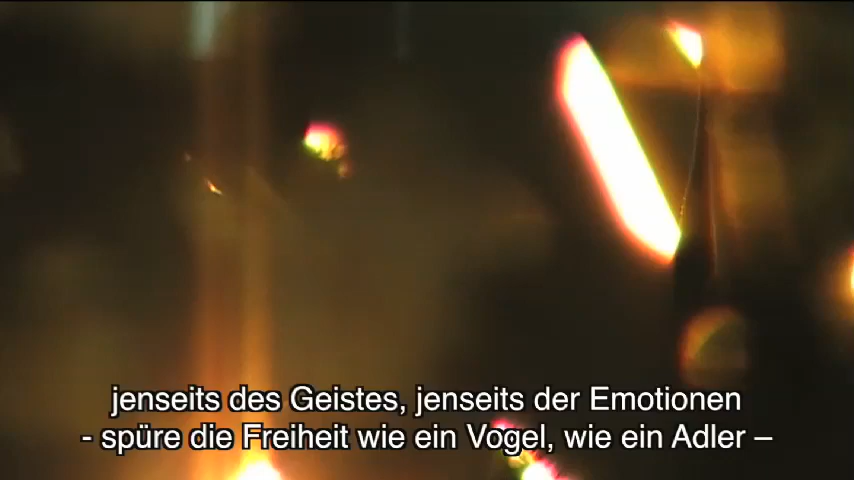 jenseits des Geistes, jenseits der Emotionen
- spüre die Freiheit wie ein Vogel, wie ein Adler –